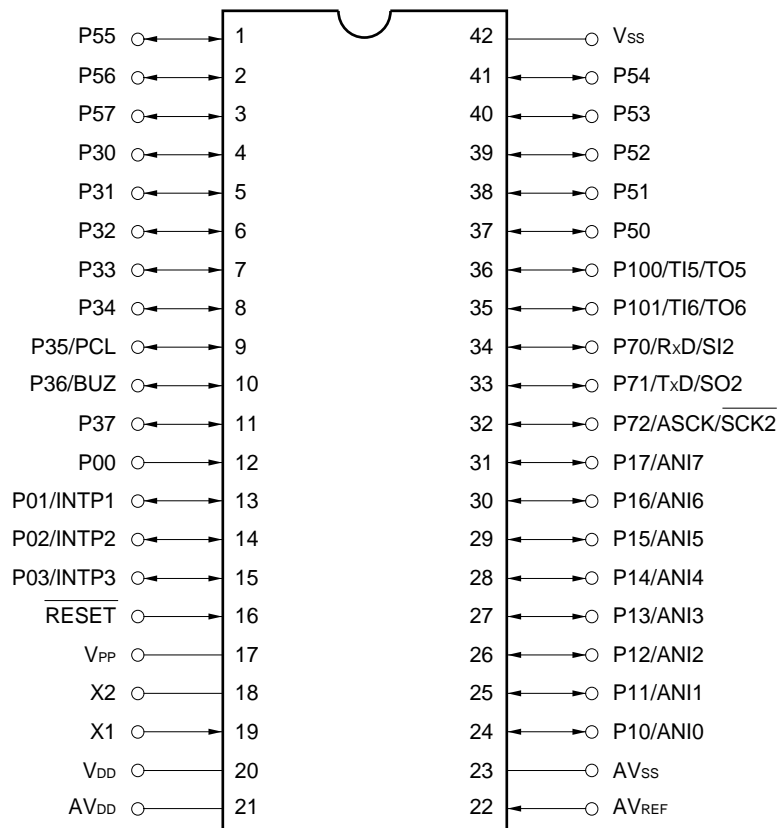 P55 1 42 Vss
P56 2 41 P54
P57 3 40 P53
P30 4 39 P52
P31 5 38 P51
P32 6 37 P50
P33 7 36 P100/TI5/TO5
P34 8 35 P101/TI6/TO6
P35/PCL 9 34 P70/RxD/SI2
P36/BUZ 10 33 P71/TxD/SO2
P37 11 32 P72/ASCK/SCK2
P00 12 31 P17/ANI7
P01/INTP1 13 30 P16/ANI6
P02/INTP2 14 29 P15/ANI5
P03/INTP3 15 28 P14/ANI4
RESET 16 27 P13/ANI3
VPP 17 26 P12/ANI2
X2 18 25 P11/ANI1
X1 19 24 P10/ANI0
VDD 20 23 AVss
AVDD 21 22 AVREF